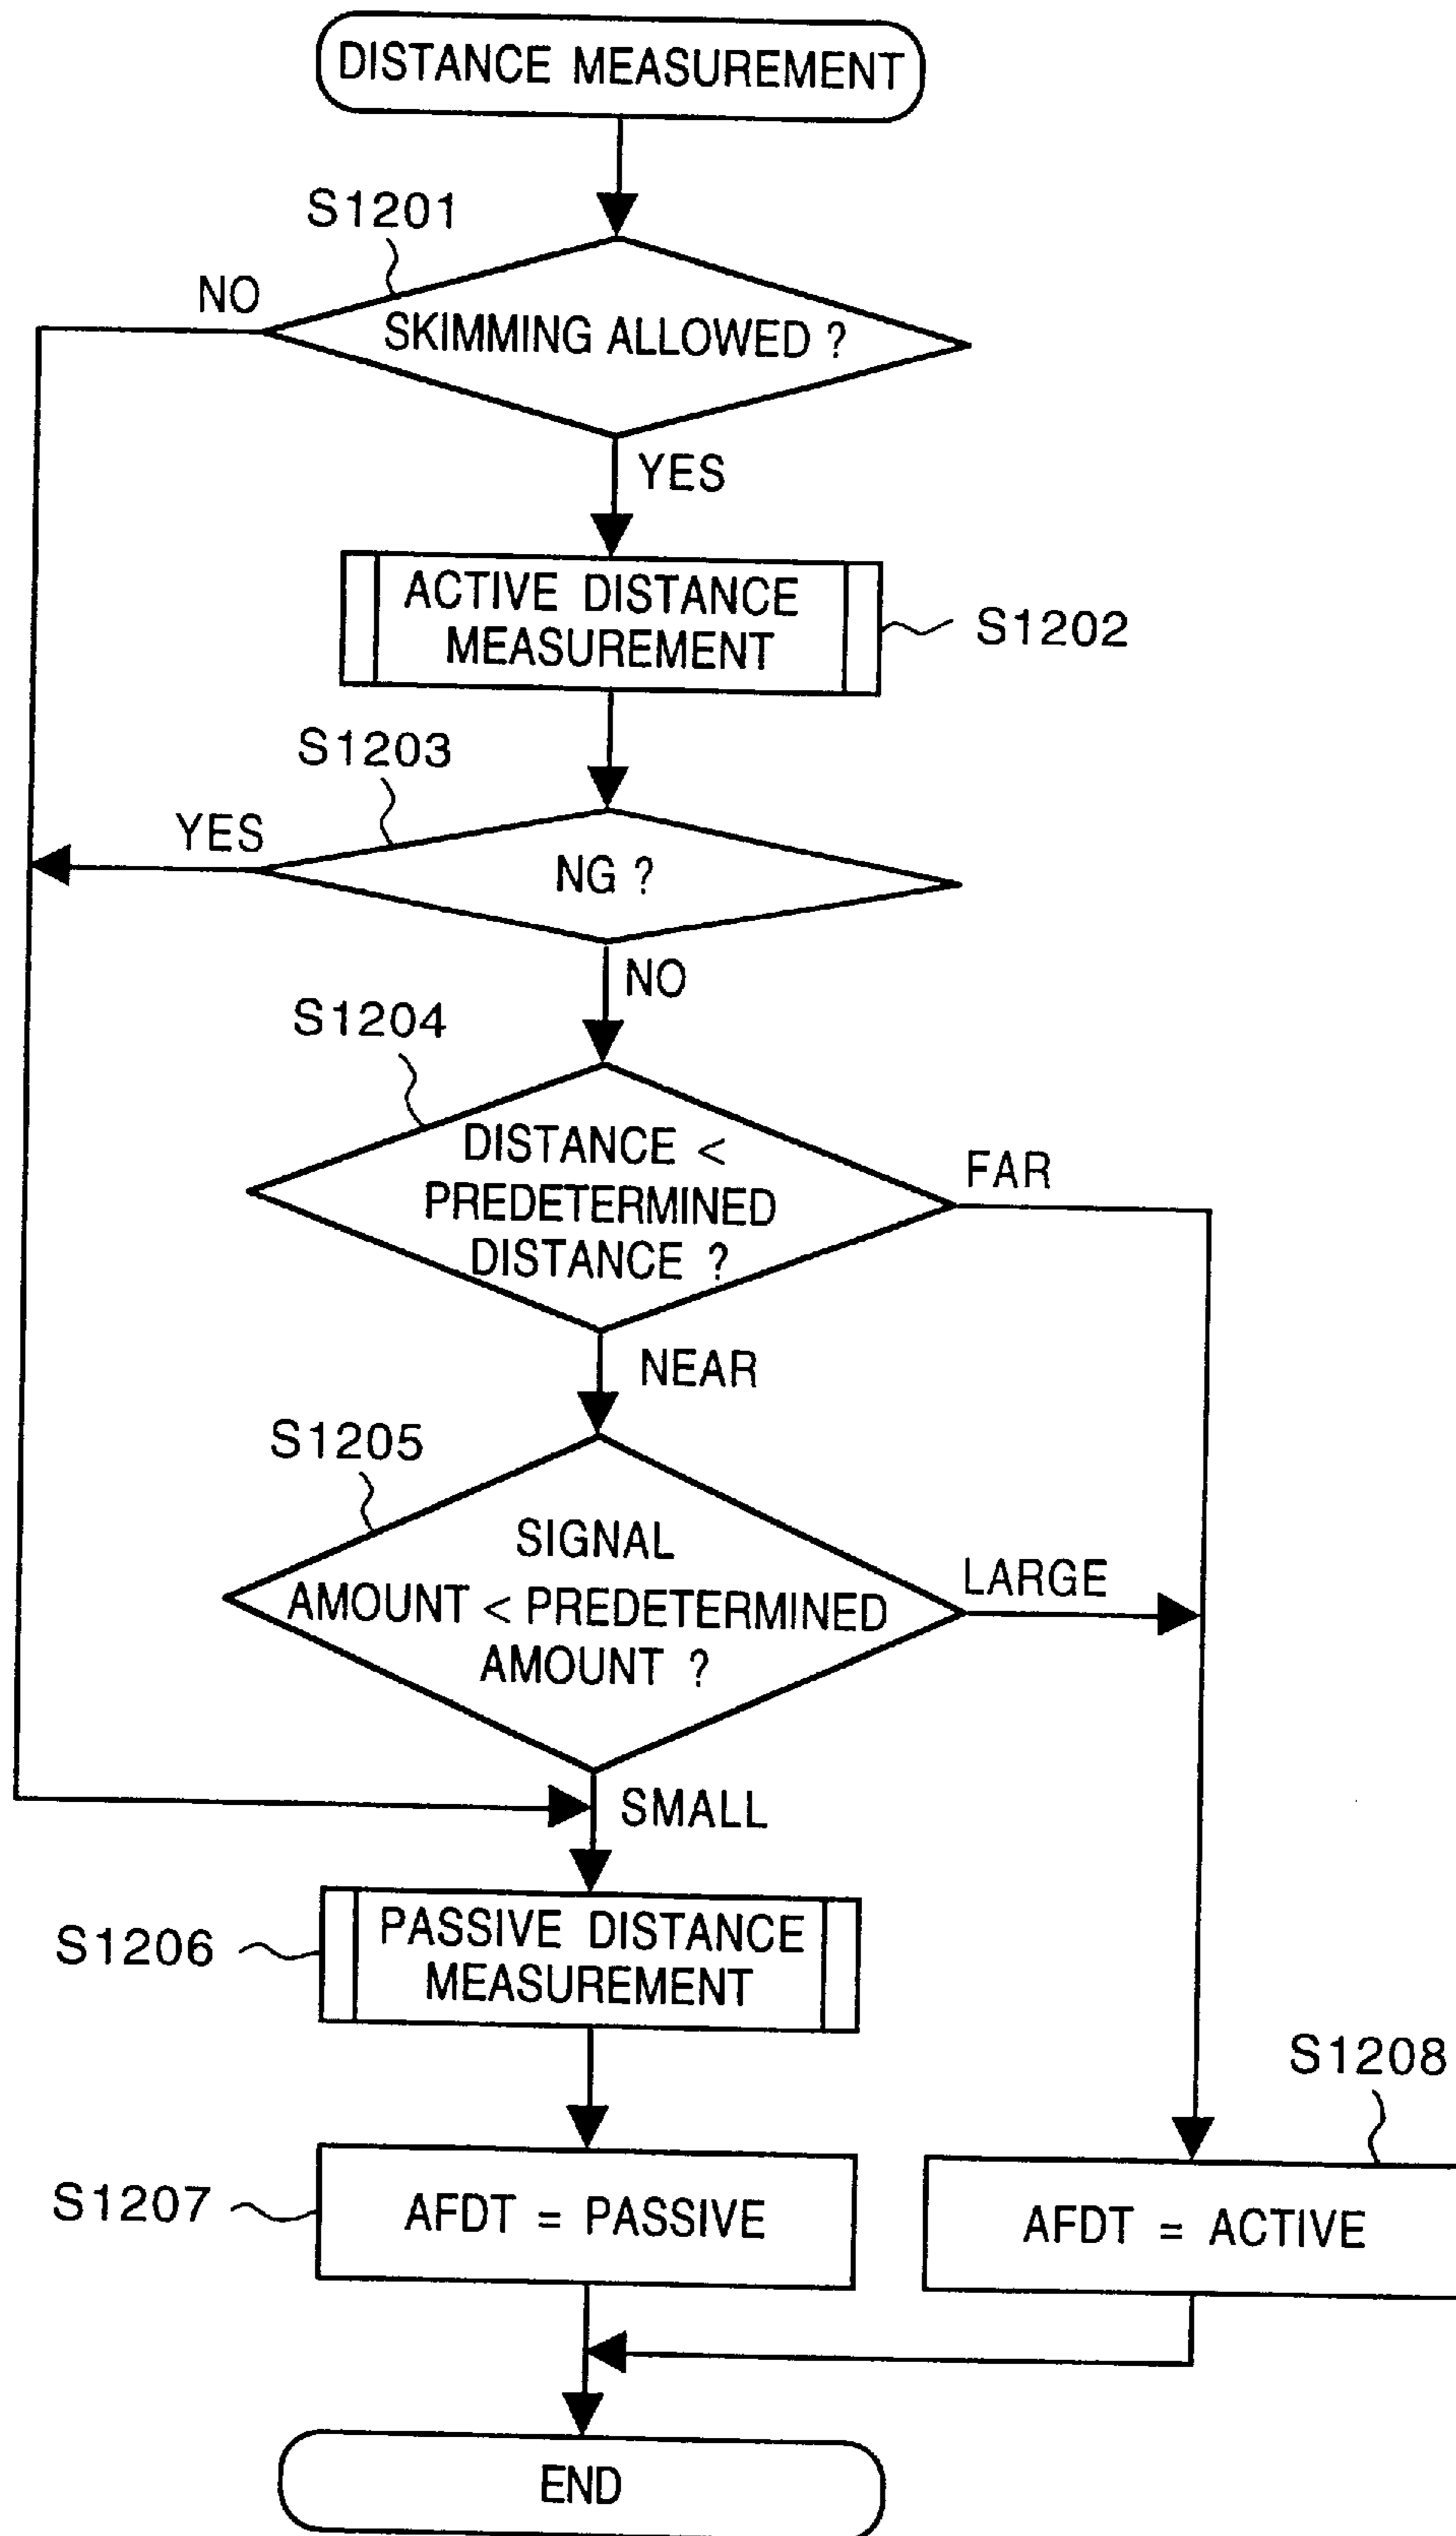 DISTANCE MEASUREMENT
S1201
NO
SKIMMING ALLOWED ?
YES
ACTIVE DISTANCE
MEASUREMENT
S1202
S1203
YES
NG ?
NO
S1204
DISTANCE <
PREDETERMINED
DISTANCE ?
FAR
NEAR
S1205
SIGNAL
AMOUNT < PREDETERMINED
AMOUNT ?
LARGE
SMALL
S1206
PASSIVE DISTANCE
MEASUREMENT
S1208
S1207
AFDT = PASSIVE
AFDT = ACTIVE
END